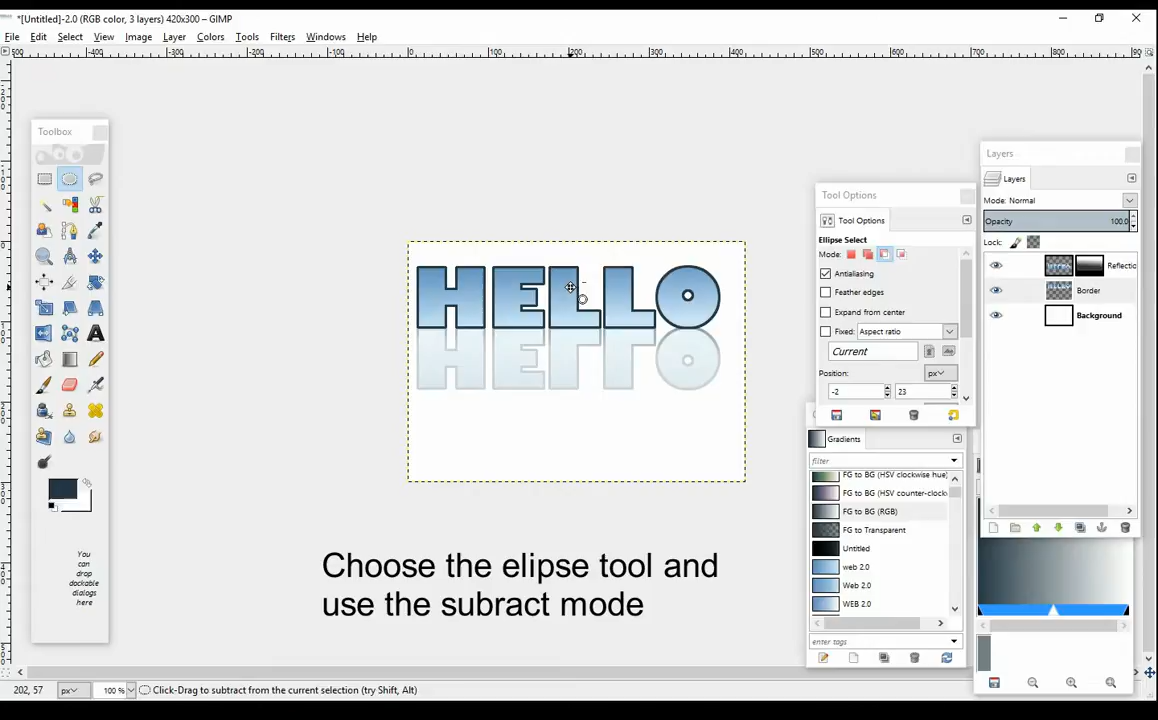 *[Untitled]-2.0 (RGB color, 3 layers) 420x300 – GIMP
File Edit Select View Image Layer Colors Tools Filters Windows Help
Toolbox
HELLO
You
can
drop
dockable
dialogs
here
Tool Options
Tool Options
Ellipse Select
Mode:
Antialiasing
Feather edges
Expand from center
Fixed: Aspect ratio
Current
Position:
px
-2 23
Gradients
filter
FG to BG (HSV clockwise hue)
FG to BG (HSV counter-clock
FG to BG (RGB)
FG to Transparent
Untitled
web 2.0
Web 2.0
WEB 2.0
enter tags
Layers
Layers
Mode: Normal
Opacity 100.0
Lock:
Reflectio
Border
Background
Choose the elipse tool and
use the subract mode
202, 57 px 100 % Click-Drag to subtract from the current selection (try Shift, Alt)